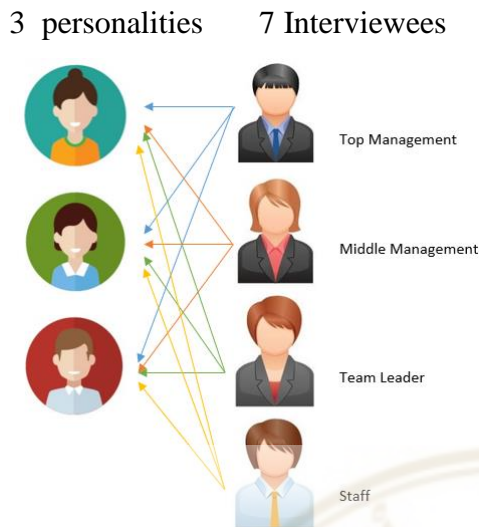 3 personalities 7 Interviewees
Top Management
Middle Management
Team Leader
Staff